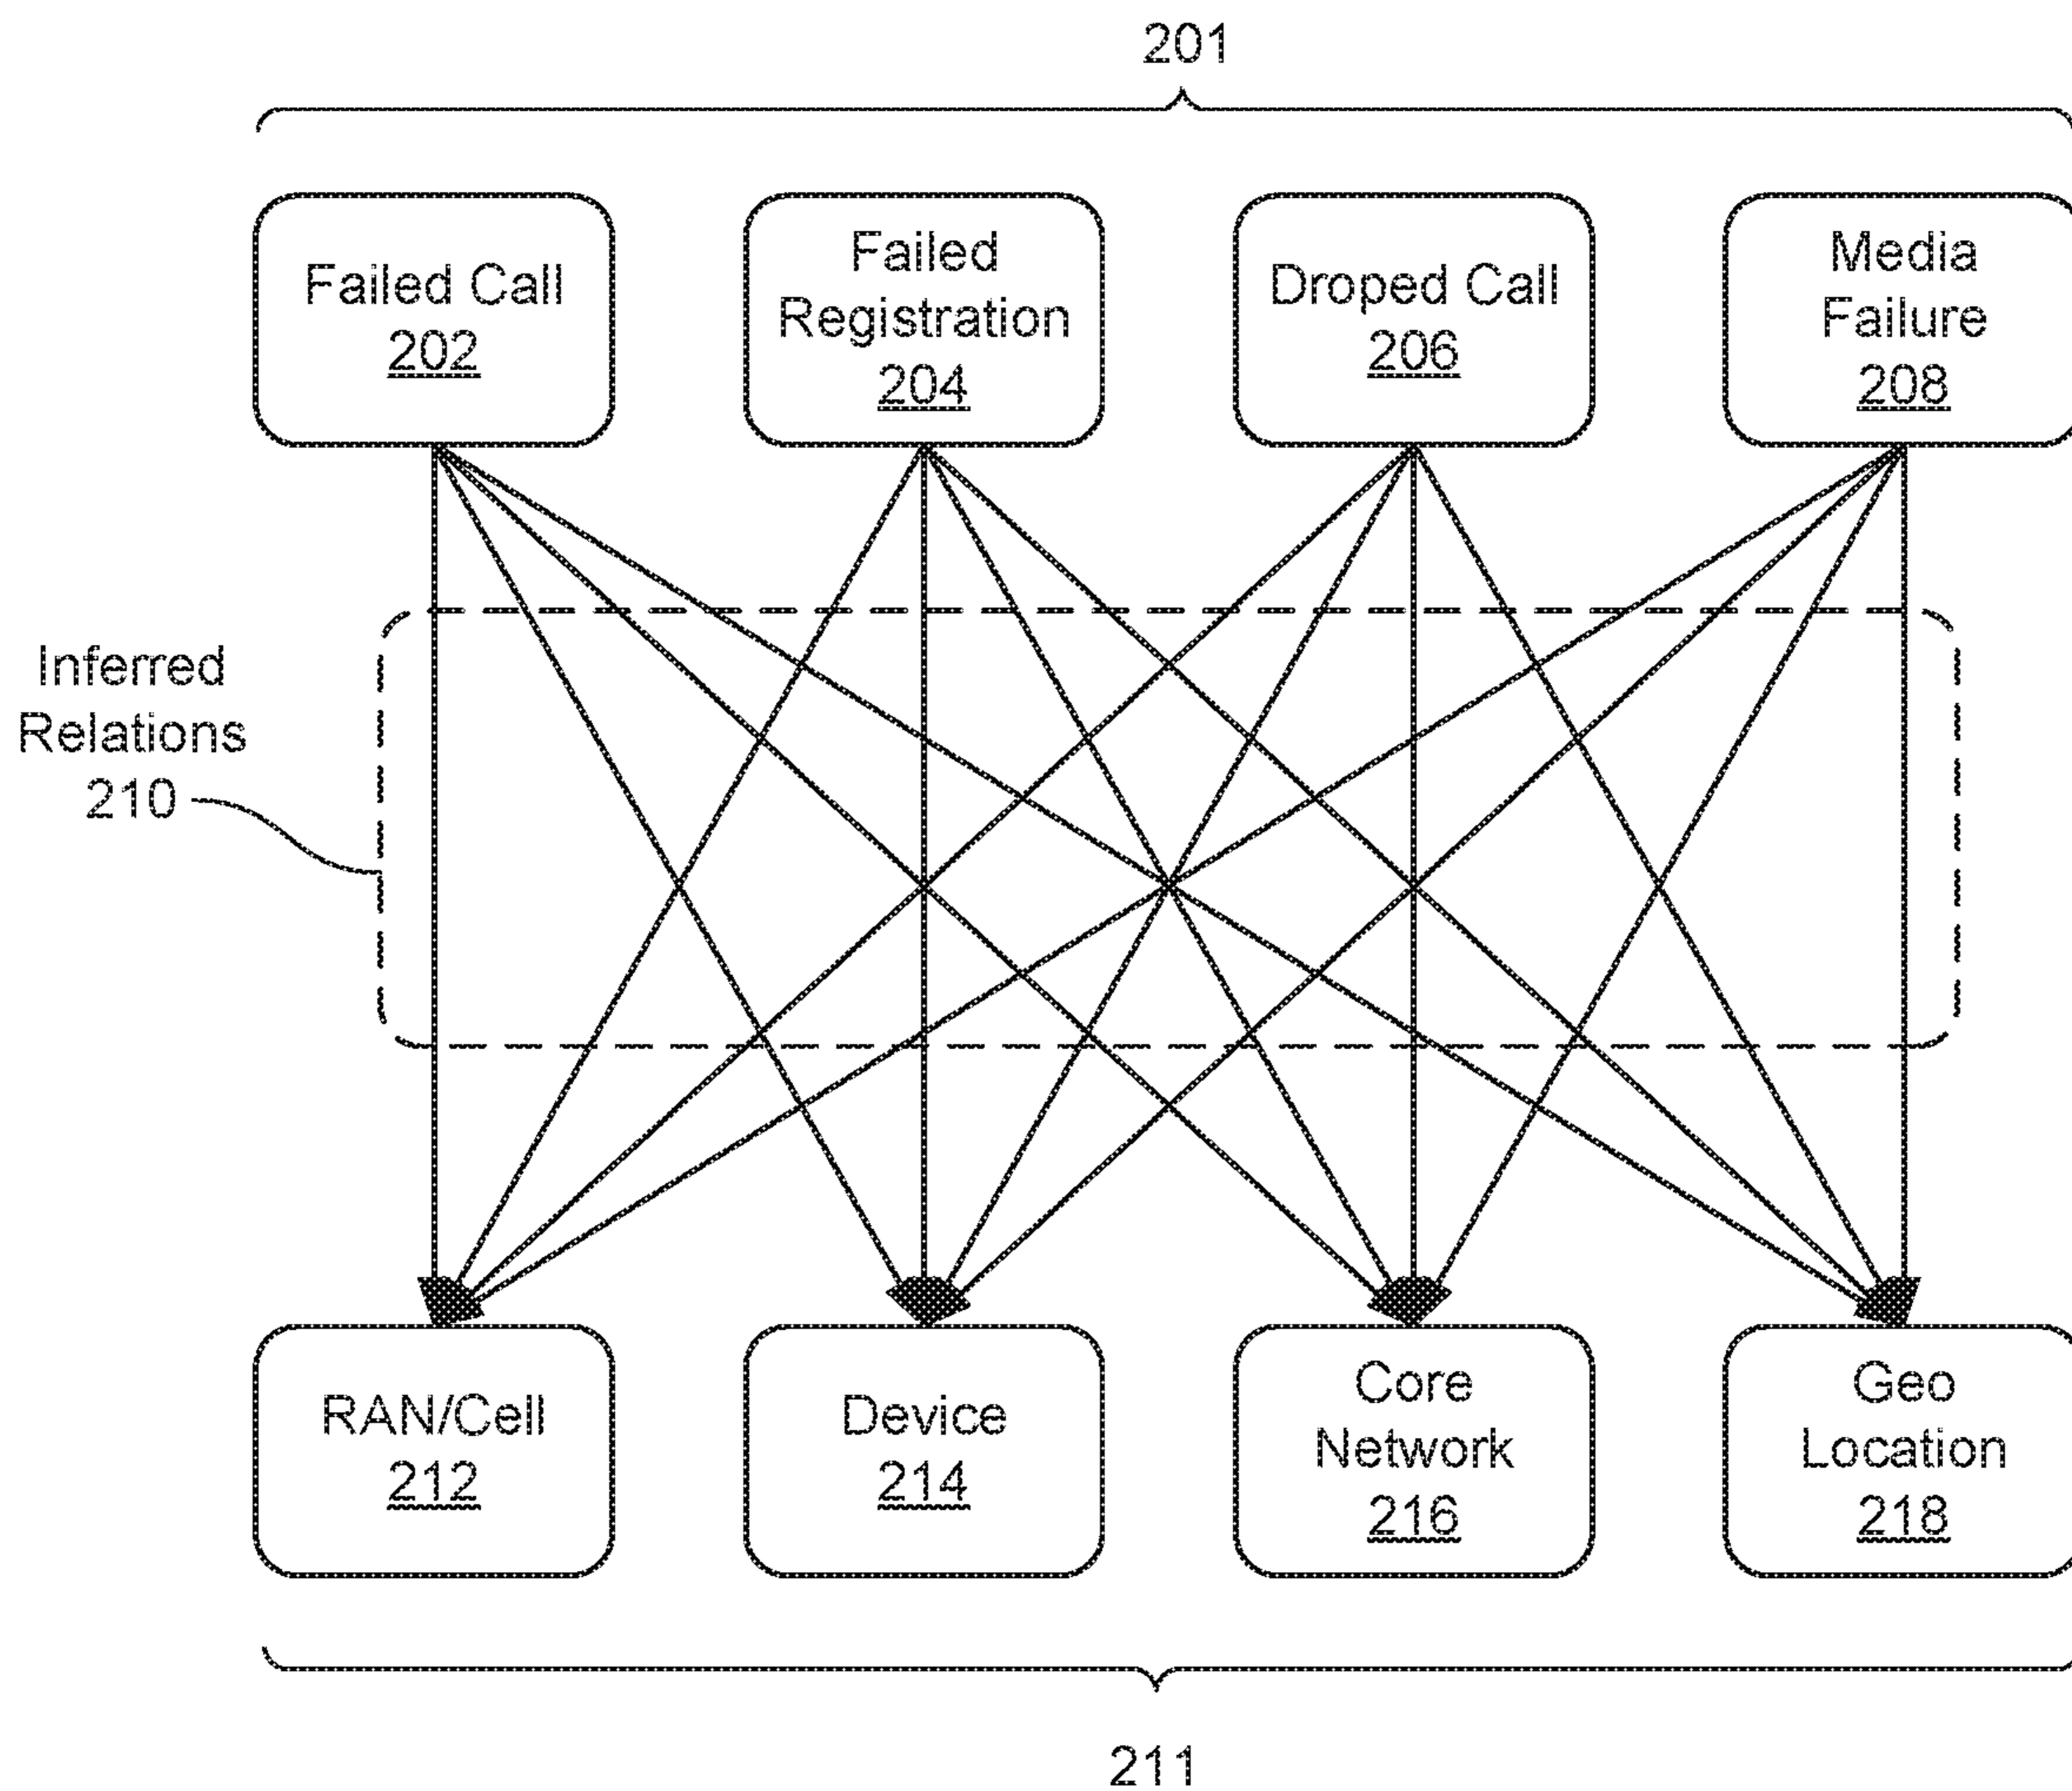 201
Failed Call
202
Failed
Registration
204
Droped Call
206
Media
Failure
208
Inferred
Relations
210
RAN/Cell
212
Device
214
Core
Network
216
Geo
Location
218
211